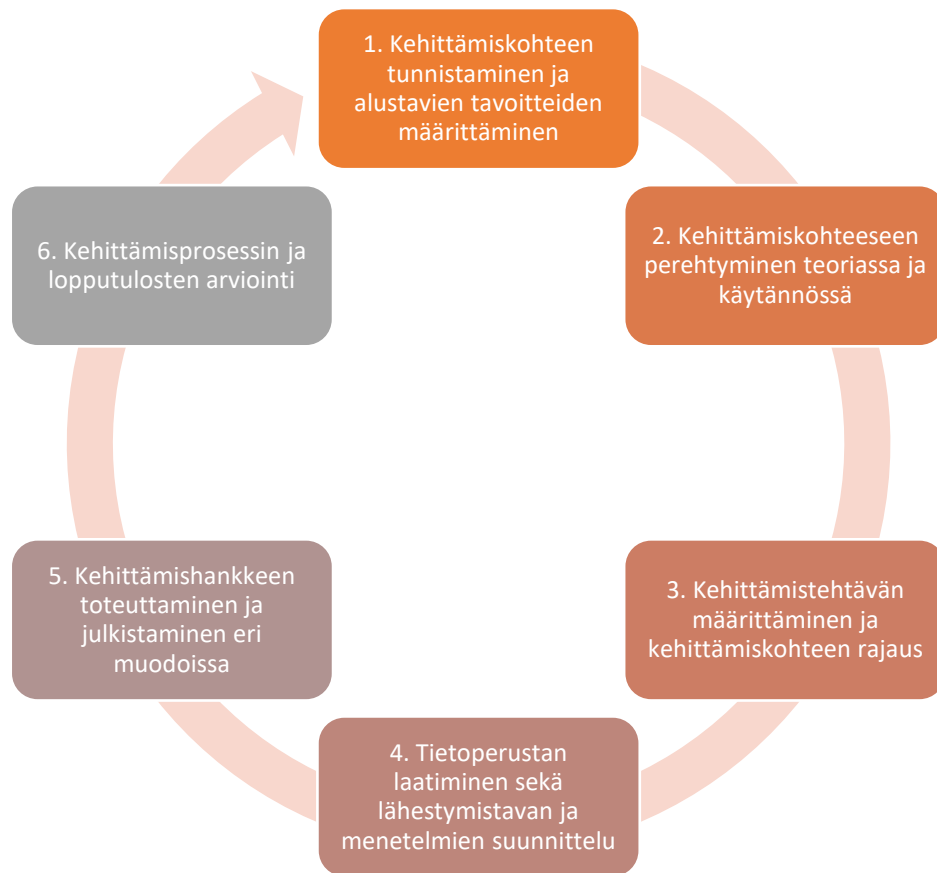 1. Kehittämiskohteen
tunnistaminen ja
alustavien tavoitteiden
määrittäminen
2. Kehittämiskohteeseen
perehtyminen teoriassa ja
käytännössä
3. Kehittämistehtävän
määrittäminen ja
kehittämiskohteen rajaus
4. Tietoperustan
laatiminen sekä
lähestymistavan ja
menetelmien suunnittelu
5. Kehittämishankkeen
toteuttaminen ja
julkistaminen eri
muodoissa
6. Kehittämisprosessin ja
lopputulosten arviointi